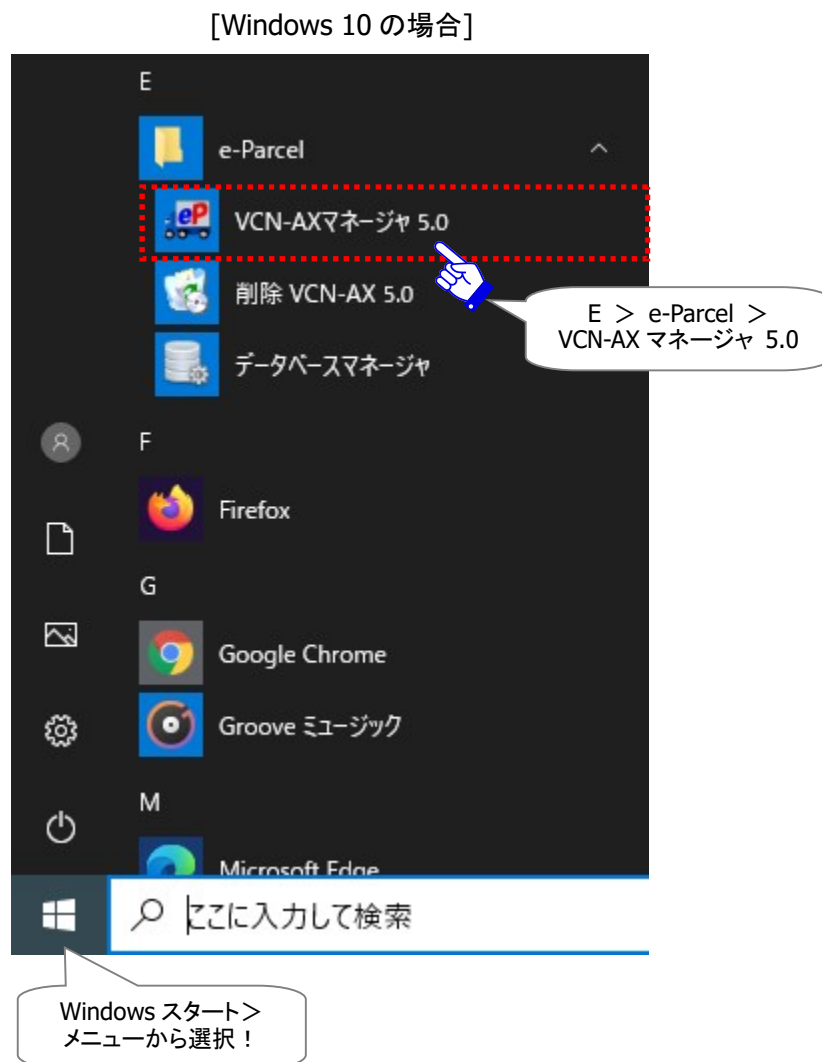 [Windows 10 の場合]
E
e-Parcel
eP
VCN-AXマネージャ 5.0
削除 VCN-AX 5.0
E ＞ e-Parcel ＞
VCN-AX マネージャ 5.0
データベースマネージャ
F
Firefox
G
Google Chrome
Groove ミュージック
M
Microsoft Edge
ここに入力して検索
Windows スタート＞
メニューから選択！